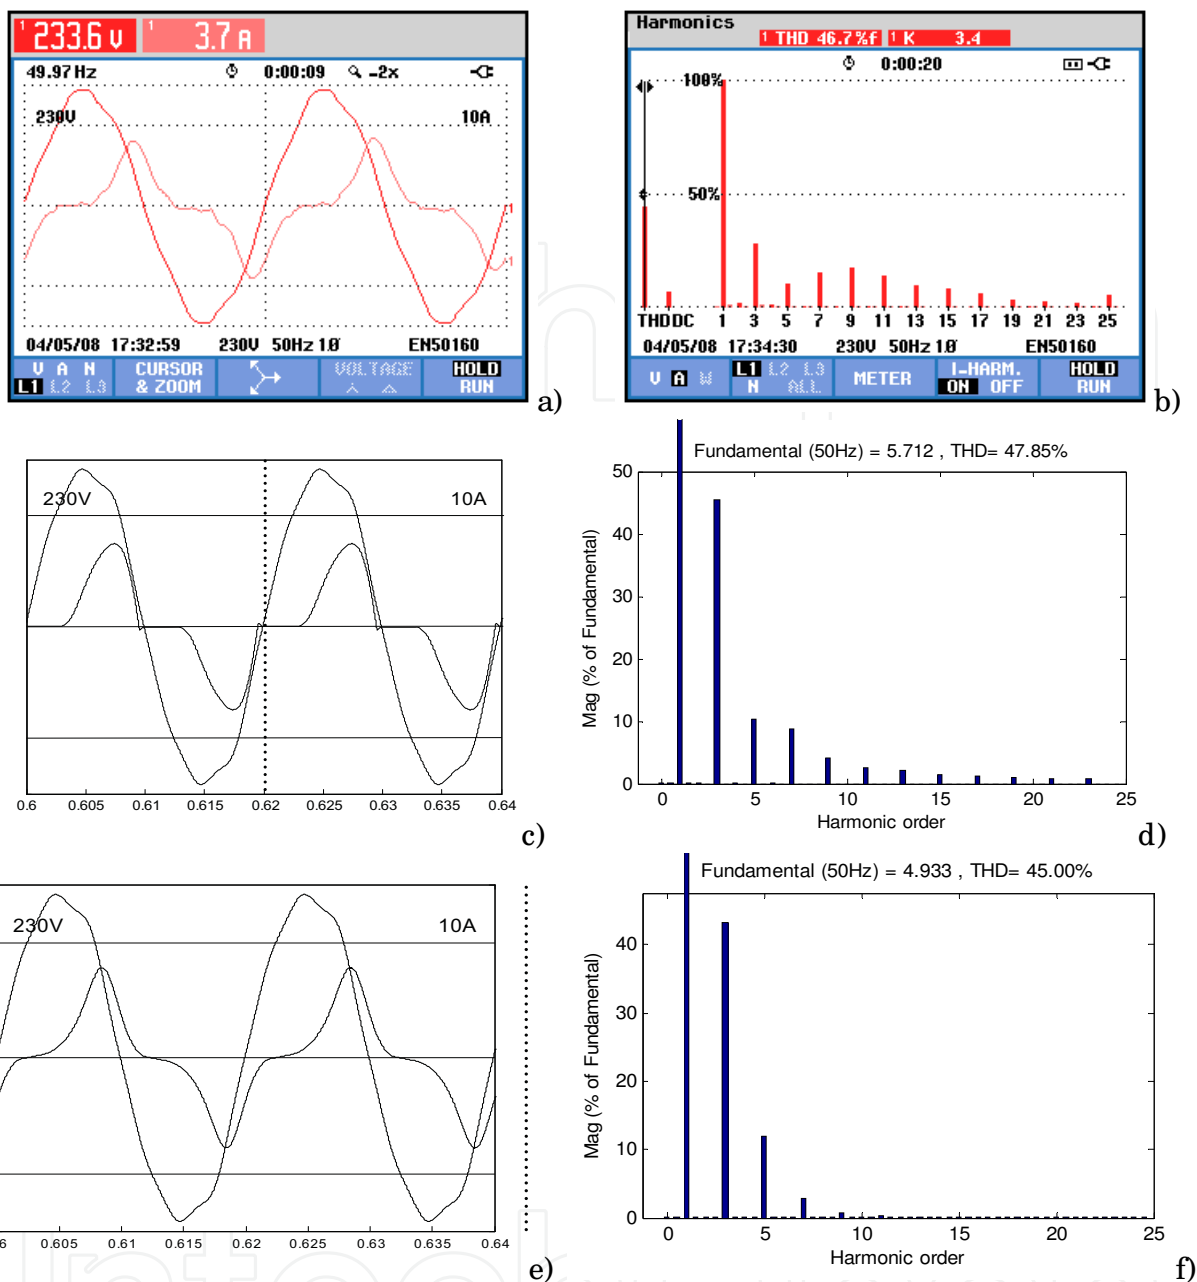 1 233.6 V 1 3.7 A
49.97 Hz 0:00:09 -2x
230V 10A
1
1
04/05/08 17:32:59 230V 50Hz 1Ø EN50160
V A N
L1 L2 L3
CURSOR
& ZOOM
VOLTAGE
HOLD
RUN
a)
Harmonics
1 THD 46.7%f 1 K 3.4
0:00:20
100%
50%
THD DC 1 3 5 7 9 11 13 15 17 19 21 23 25
04/05/08 17:34:30 230V 50Hz 1Ø EN50160
V A W
L1 L2 L3
N ALL
METER
I-HARM.
ON OFF
HOLD
RUN
b)
230V 10A
0.6 0.605 0.61 0.615 0.62 0.625 0.63 0.635 0.64
c)
Fundamental (50Hz) = 5.712 , THD= 47.85%
50
40
30
20
10
0
Mag (% of Fundamental)
0 5 10 15 20 25
Harmonic order
d)
230V 10A
6 0.605 0.61 0.615 0.62 0.625 0.63 0.635 0.64
e)
Fundamental (50Hz) = 4.933 , THD= 45.00%
40
30
20
10
0
Mag (% of Fundamental)
0 5 10 15 20 25
Harmonic order
f)